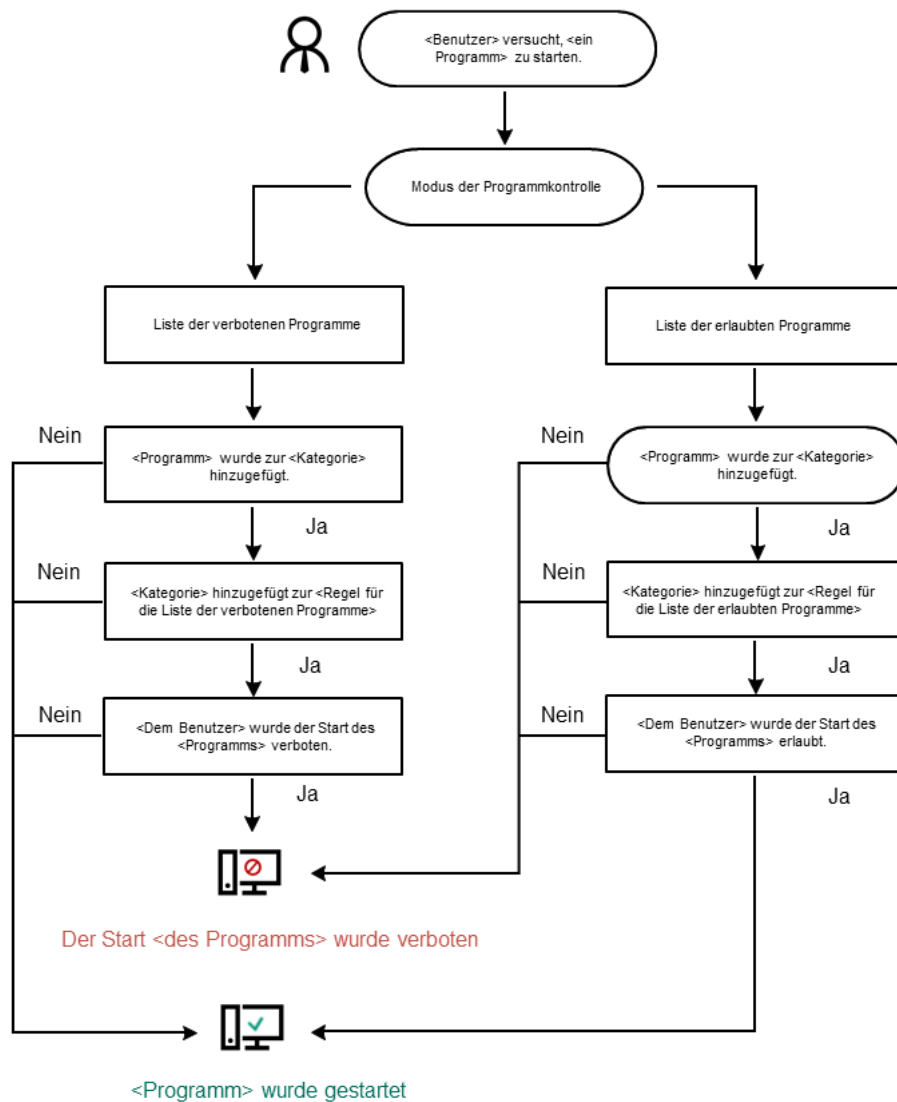 <Benutzer> versucht, <ein
Programm> zu starten.
Modus der Programmkontrolle
Liste der verbotenen Programme
Liste der erlaubten Programme
Nein
<Programm> wurde zur <Kategorie>
hinzugefügt.
Nein
<Programm> wurde zur <Kategorie>
hinzugefügt.
Ja
Ja
Nein
<Kategorie> hinzugefügt zur <Regel für
die Liste der verbotenen Programme>
Nein
<Kategorie> hinzugefügt zur <Regel für
die Liste der erlaubten Programme>
Ja
Ja
Nein
<Dem Benutzer> wurde der Start des
<Programms> verboten.
Nein
<Dem Benutzer> wurde der Start des
<Programms> erlaubt.
Ja
Ja
Der Start <des Programms> wurde verboten
<Programm> wurde gestartet